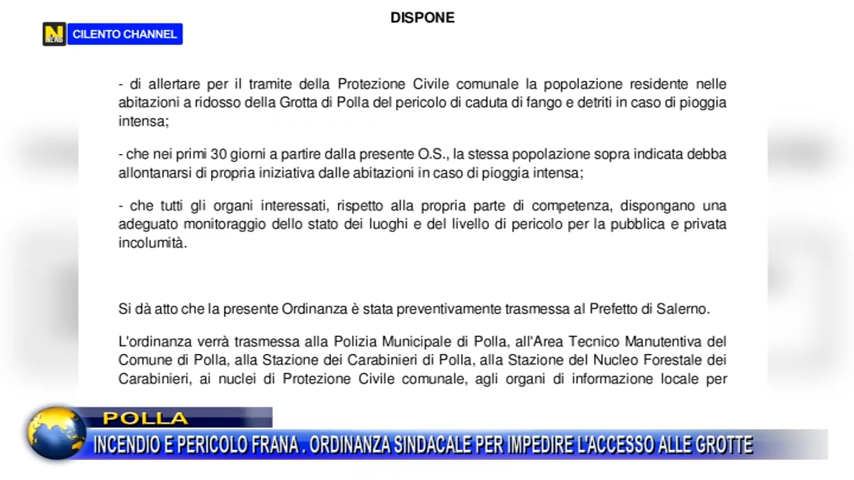 DISPONE
CILENTO CHANNEL
- di allertare per il tramite della Protezione Civile comunale la popolazione residente nelle
abitazioni a ridosso della Grotta di Polla del pericolo di caduta di fango e detriti in caso di pioggia
intensa;
- che nei primi 30 giorni a partire dalla presente O.S., la stessa popolazione sopra indicata debba
allontanarsi di propria iniziativa dalle abitazioni in caso di pioggia intensa;
- che tutti gli organi interessati, rispetto alla propria parte di competenza, dispongano una
adeguato monitoraggio dello stato dei luoghi e del livello di pericolo per la pubblica e privata
incolumità.
Si dà atto che la presente Ordinanza è stata preventivamente trasmessa al Prefetto di Salerno.
L'ordinanza verrà trasmessa alla Polizia Municipale di Polla, all'Area Tecnico Manutentiva del
Comune di Polla, alla Stazione dei Carabinieri di Polla, alla Stazione del Nucleo Forestale dei
Carabinieri, ai nuclei di Protezione Civile comunale, agli organi di informazione locale per
POLLA
INCENDIO E PERICOLO FRANA . ORDINANZA SINDACALE PER IMPEDIRE L'ACCESSO ALLE GROTTE